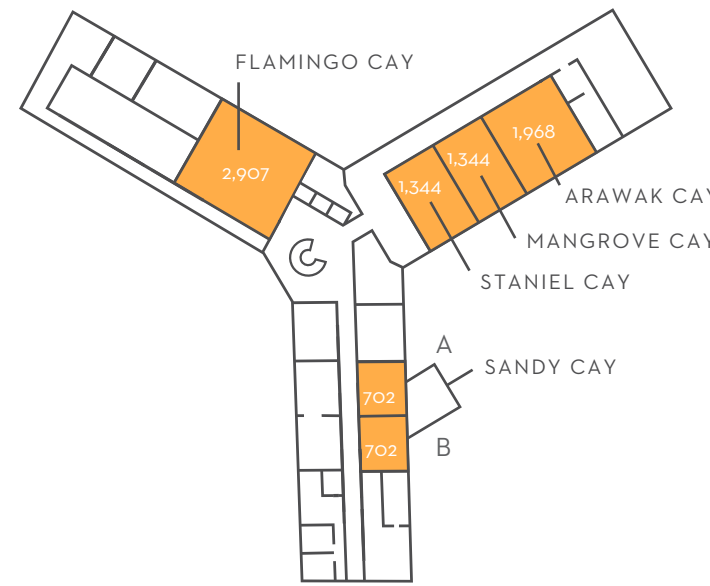 FLAMINGO CAY
2,907
1,968
1,344
1,344
ARAWAK CAY
MANGROVE CAY
STANIEL CAY
A
SANDY CAY
702
702
B